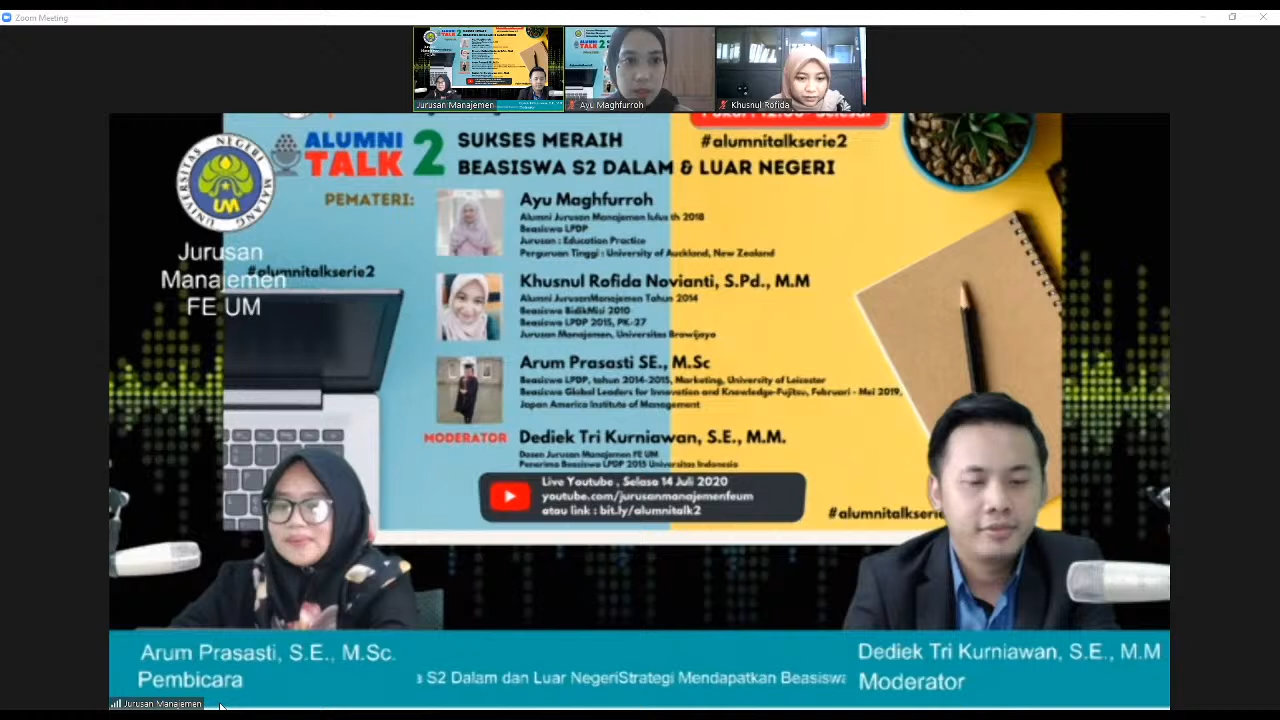 Zoom Meeting
Jurusan Manajemen
Ayu Maghfurroh
Khusnul Rofida
UNIVERSITAS NEGERI MALANG
UM
Jurusan
Manajemen
FE UM
ALUMNI
TALK 2
SUKSES MERAIH
BEASISWA S2 DALAM & LUAR NEGERI
#alumnitalkserie2
#alumnitalkserie2
PEMATERI:
Ayu Maghfurroh
Alumni Jurusan Manajemen lulus th 2018
Beasiswa LPDP
Jurusan : Education Practice
Perguruan Tinggi : University of Auckland, New Zealand
Khusnul Rofida Novianti, S.Pd., M.M
Alumni JurusanManajemen Tahun 2014
Beasiswa BidikMisi 2010
Beasiswa LPDP 2015, PK-27
Jurusan Manajemen, Universitas Brawijaya
Arum Prasasti SE., M.Sc
Beasiswa LPDP, tahun 2014-2015, Marketing, University of Leicester
Beasiswa Global Leaders for Innovation and Knowledge-Fujitsu, Februari - Mei 2019,
Japan America Institute of Management
MODERATOR
Dediek Tri Kurniawan, S.E., M.M.
Dosen Jurusan Manajemen FE UM
Penerima Beasiswa LPDP 2015 Universitas Indonesia
Live Youtube , Selasa 14 Juli 2020
youtube.com/jurusanmanajemenfeum
atau link : bit.ly/alumnitalk2
#alumnitalkserie
Arum Prasasti, S.E., M.Sc.
Pembicara
S2 Dalam dan Luar NegeriStrategi Mendapatkan Beasiswa
Dediek Tri Kurniawan, S.E., M.M
Moderator
Jurusan Manajemen